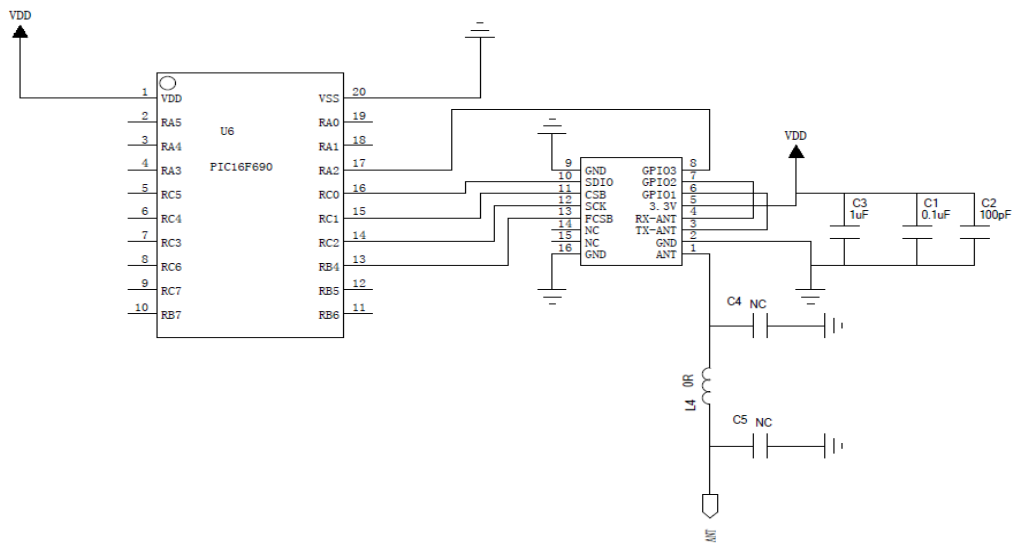 VDD
1 VDD VSS 20
2 RA5 RA0 19
U6
3 RA4 RA1 18
4 RA3 PIC16F690 RA2 17
5 RC5 RC0 16
6 RC4 RC1 15
7 RC3 RC2 14
8 RC6 RB4 13
9 RC7 RB5 12
10 RB7 RB6 11
9 GND GPIO3 8
10 SDIO GPIO2 7
11 CSB GPIO1 6
12 SCK 3.3V 5
13 FCSB RX-ANT 4
14 NC TX-ANT 3
15 NC GND 2
16 GND ANT 1
VDD
C3
1uF
C1
0.1uF
C2
100pF
C4 NC
L4 0R
C5 NC
ANT